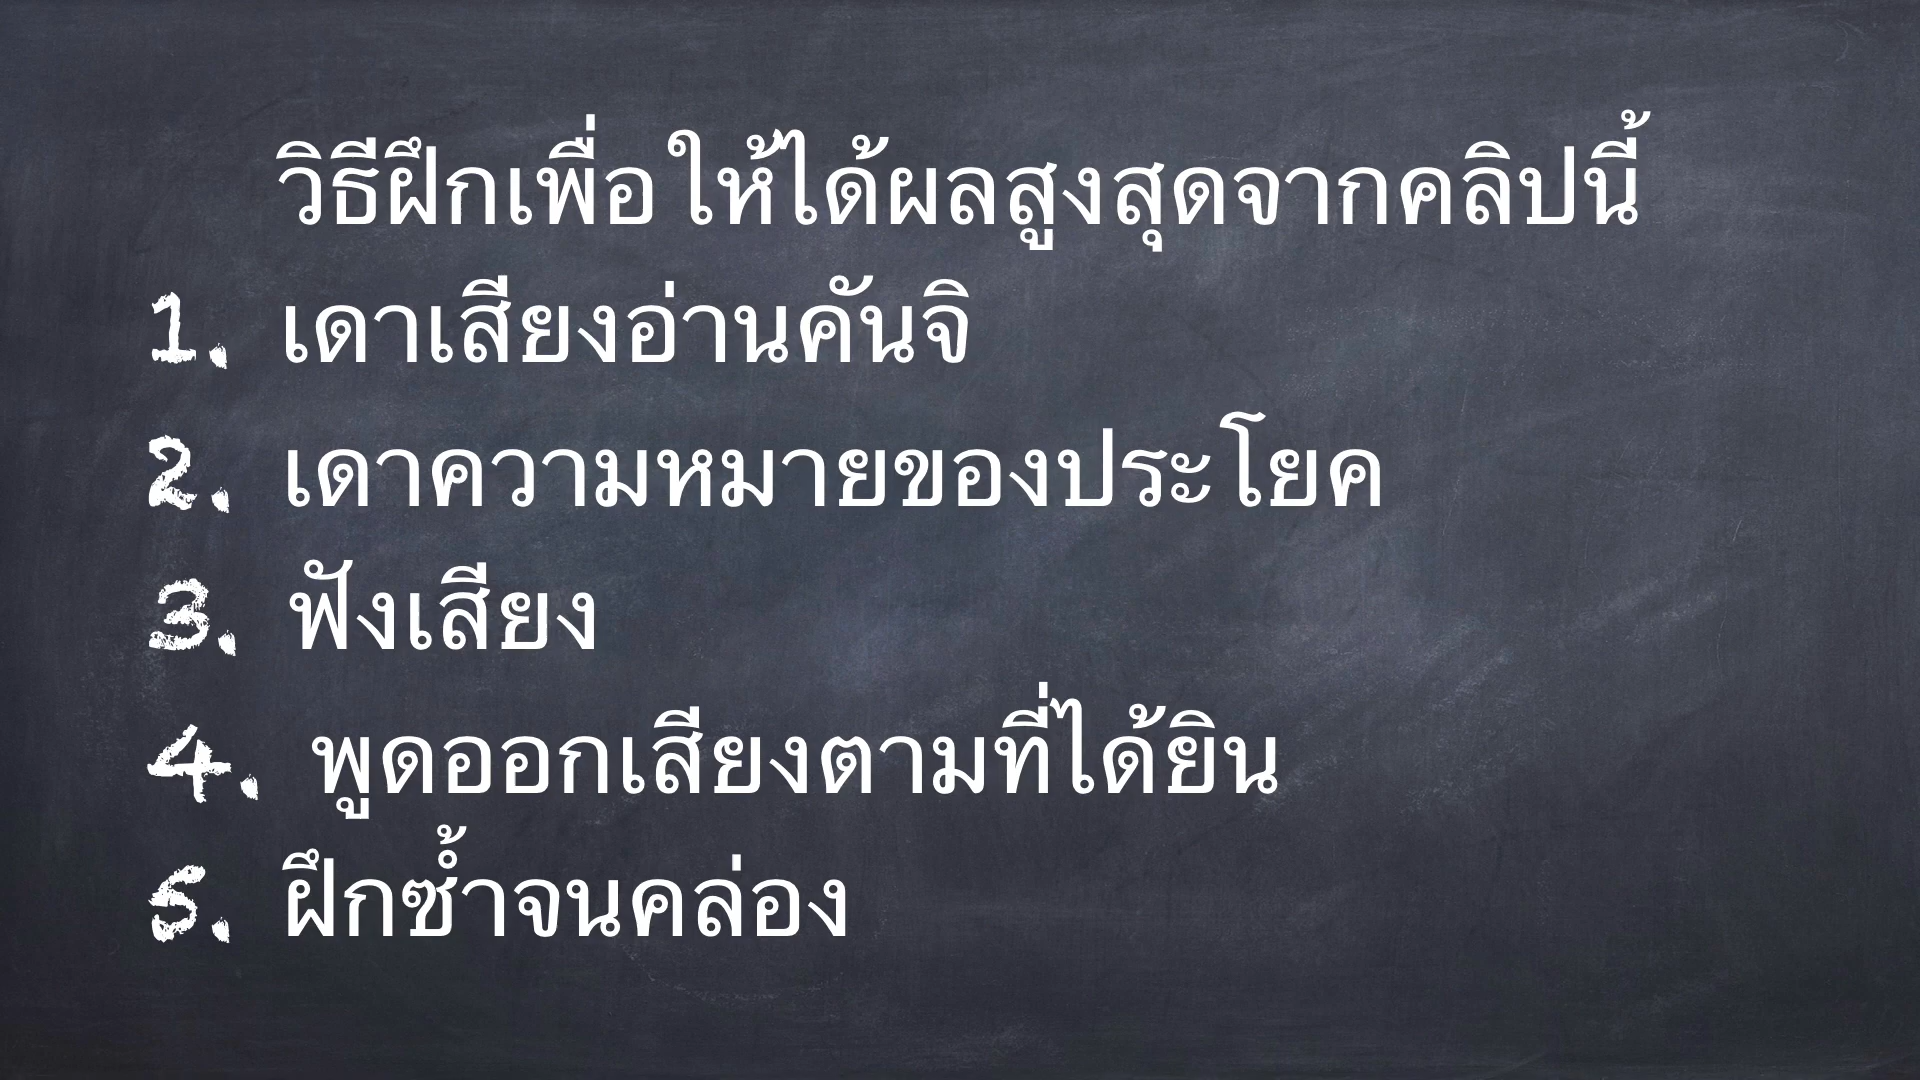 วิธีฝึกเพื่อให้ได้ผลสูงสุดจากคลิปนี้
1. เดาเสียงอ่านคันจิ
2. เดาความหมายของประโยค
3. ฟังเสียง
4. พูดออกเสียงตามที่ได้ยิน
5. ฝึกซ้ำจนคล่อง